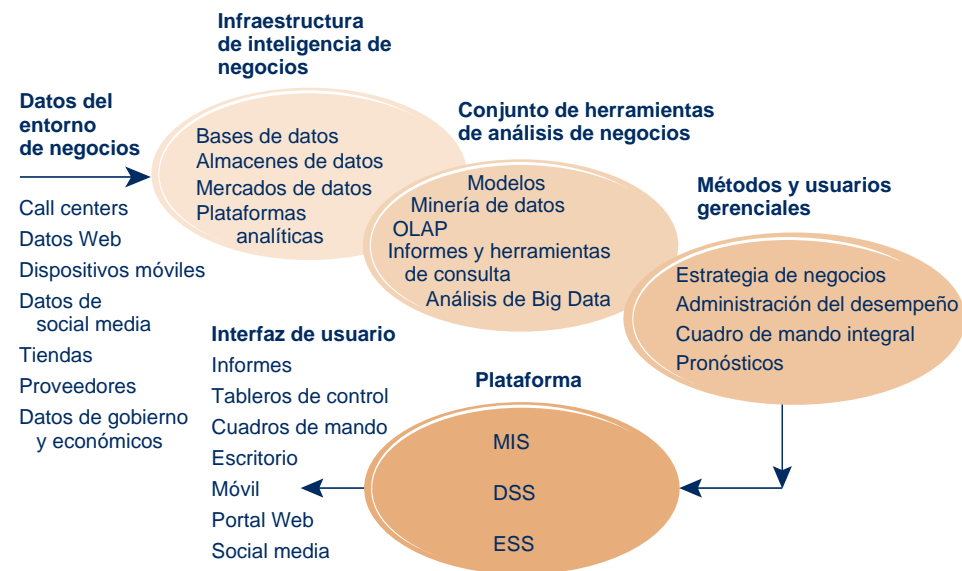 Datos del
entorno
de negocios
Call centers
Datos Web
Dispositivos móviles
Datos de
social media
Tiendas
Proveedores
Datos de gobierno
y económicos
Infraestructura
de inteligencia de
negocios
Bases de datos
Almacenes de datos
Mercados de datos
Plataformas
analíticas
Conjunto de herramientas
de análisis de negocios
Modelos
Minería de datos
OLAP
Informes y herramientas
de consulta
Análisis de Big Data
Métodos y usuarios
gerenciales
Estrategia de negocios
Administración del desempeño
Cuadro de mando integral
Pronósticos
Plataforma
MIS
DSS
ESS
Interfaz de usuario
Informes
Tableros de control
Cuadros de mando
Escritorio
Móvil
Portal Web
Social media